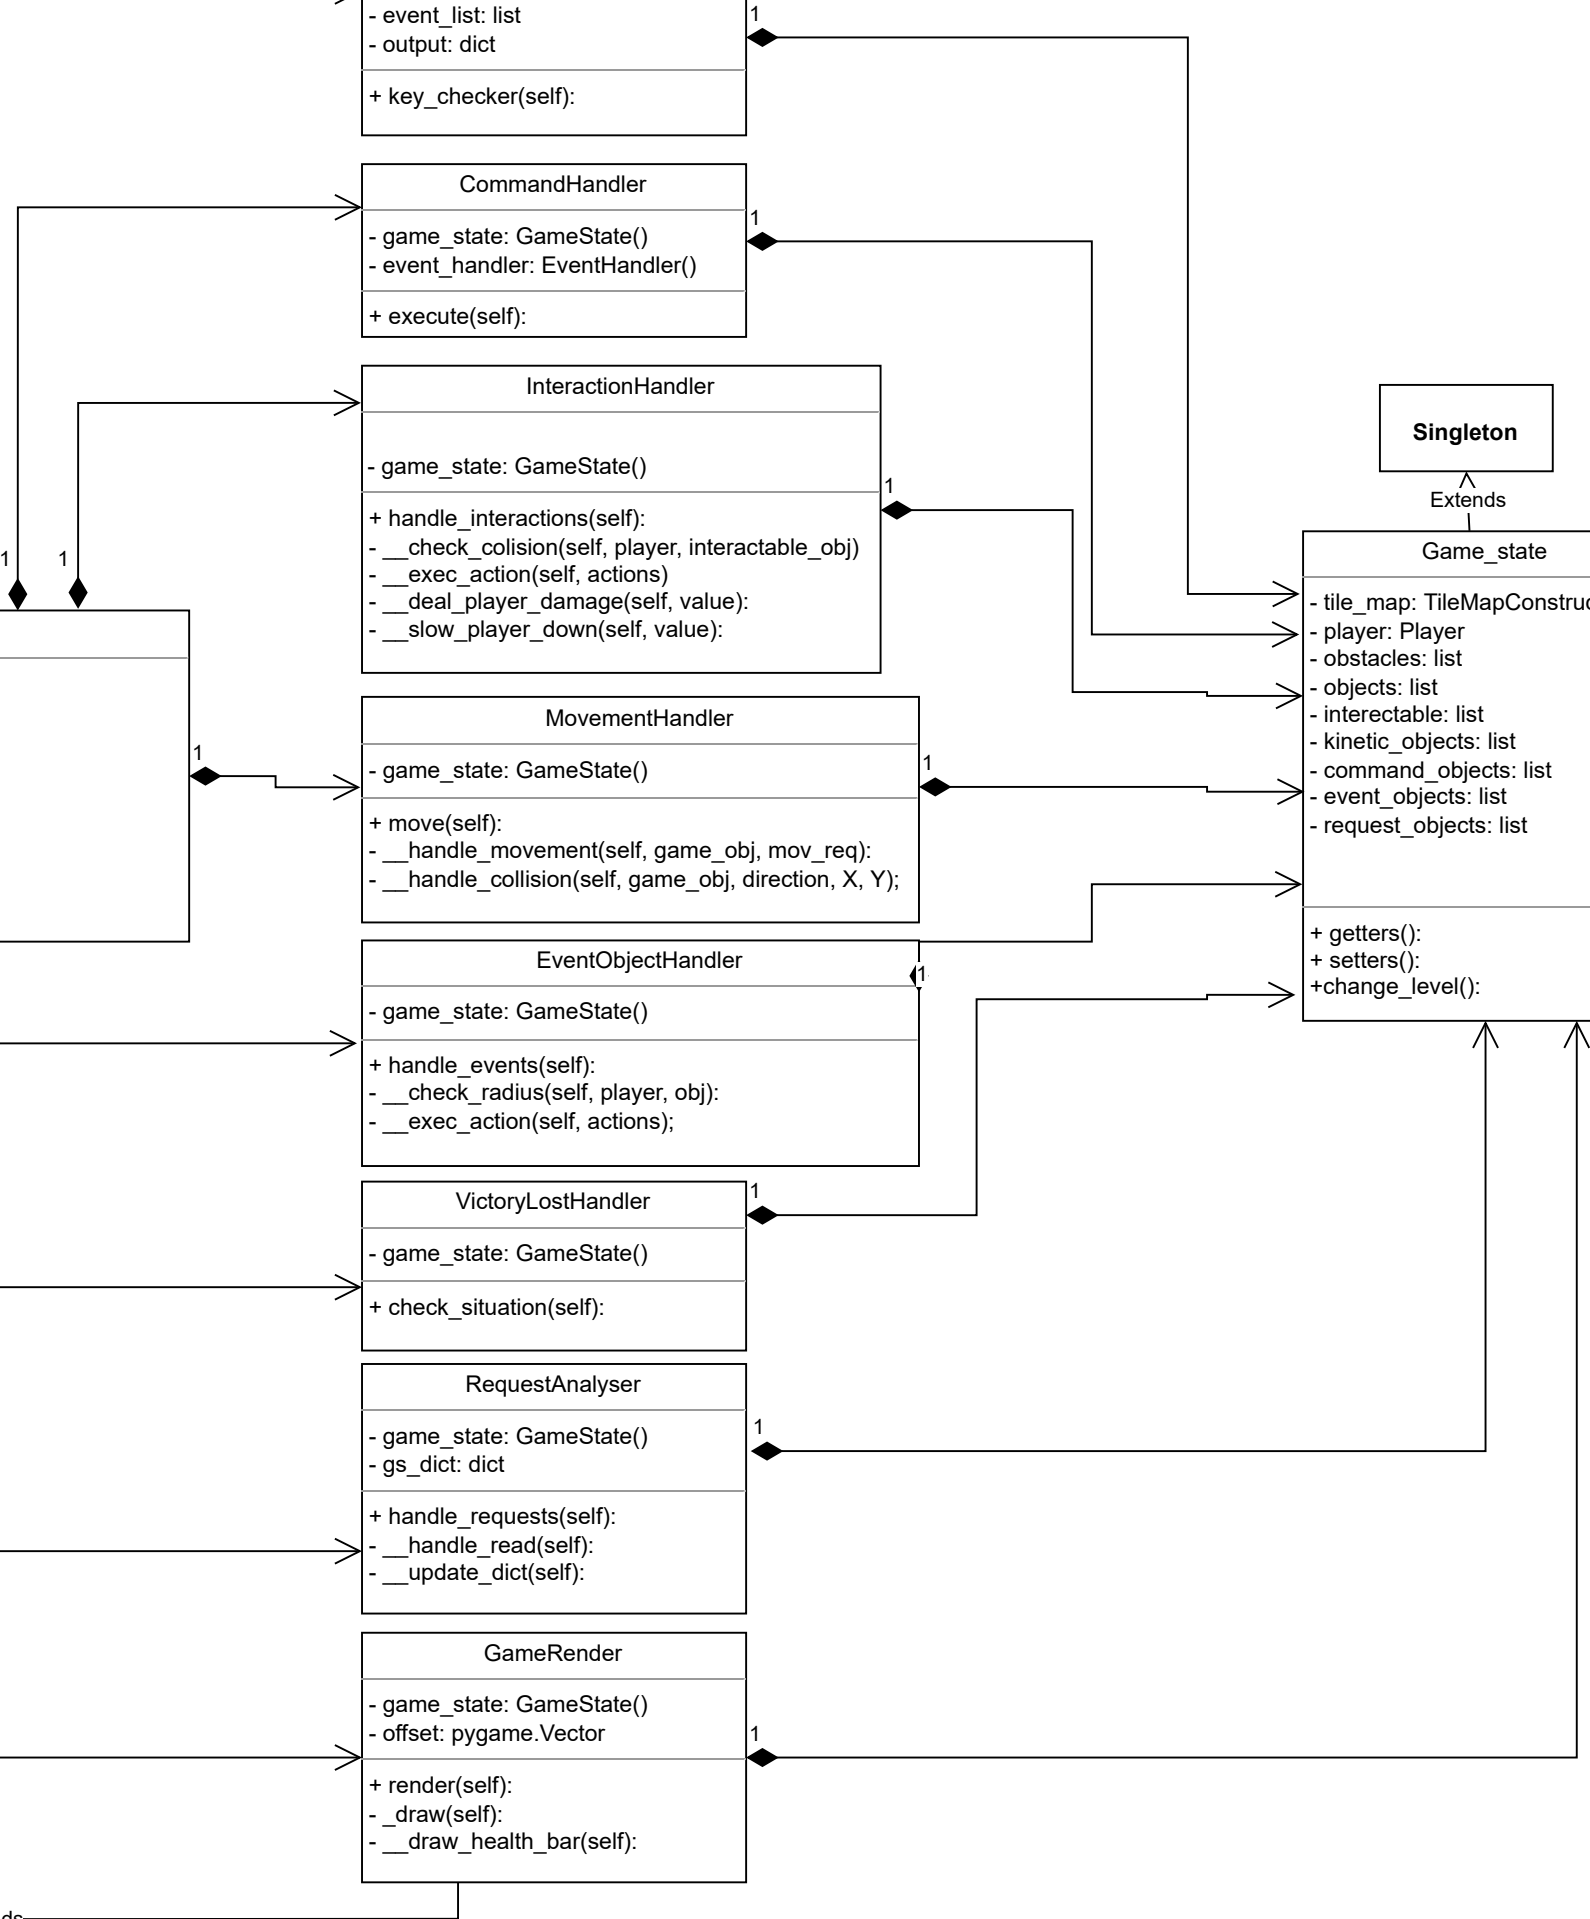 - event_list: list
- output: dict
+ key_checker(self):
1
CommandHandler
- game_state: GameState()
- event_handler: EventHandler()
+ execute(self):
1
InteractionHandler
- game_state: GameState()
+ handle_interactions(self):
- __check_colision(self, player, interactable_obj)
- __exec_action(self, actions)
- __deal_player_damage(self, value):
- __slow_player_down(self, value):
1
1
1
Singleton
Extends
Game_state
- tile_map: TileMapConstruc
- player: Player
- obstacles: list
- objects: list
- interectable: list
- kinetic_objects: list
- command_objects: list
- event_objects: list
- request_objects: list
+ getters():
+ setters():
+change_level():
1
MovementHandler
- game_state: GameState()
+ move(self):
- __handle_movement(self, game_obj, mov_req):
- __handle_collision(self, game_obj, direction, X, Y);
1
EventObjectHandler
1
- game_state: GameState()
+ handle_events(self):
- __check_radius(self, player, obj):
- __exec_action(self, actions);
VictoryLostHandler
1
- game_state: GameState()
+ check_situation(self):
RequestAnalyser
- game_state: GameState()
- gs_dict: dict
1
+ handle_requests(self):
- __handle_read(self):
- __update_dict(self):
GameRender
- game_state: GameState()
- offset: pygame.Vector
1
+ render(self):
- _draw(self):
- __draw_health_bar(self):
ds